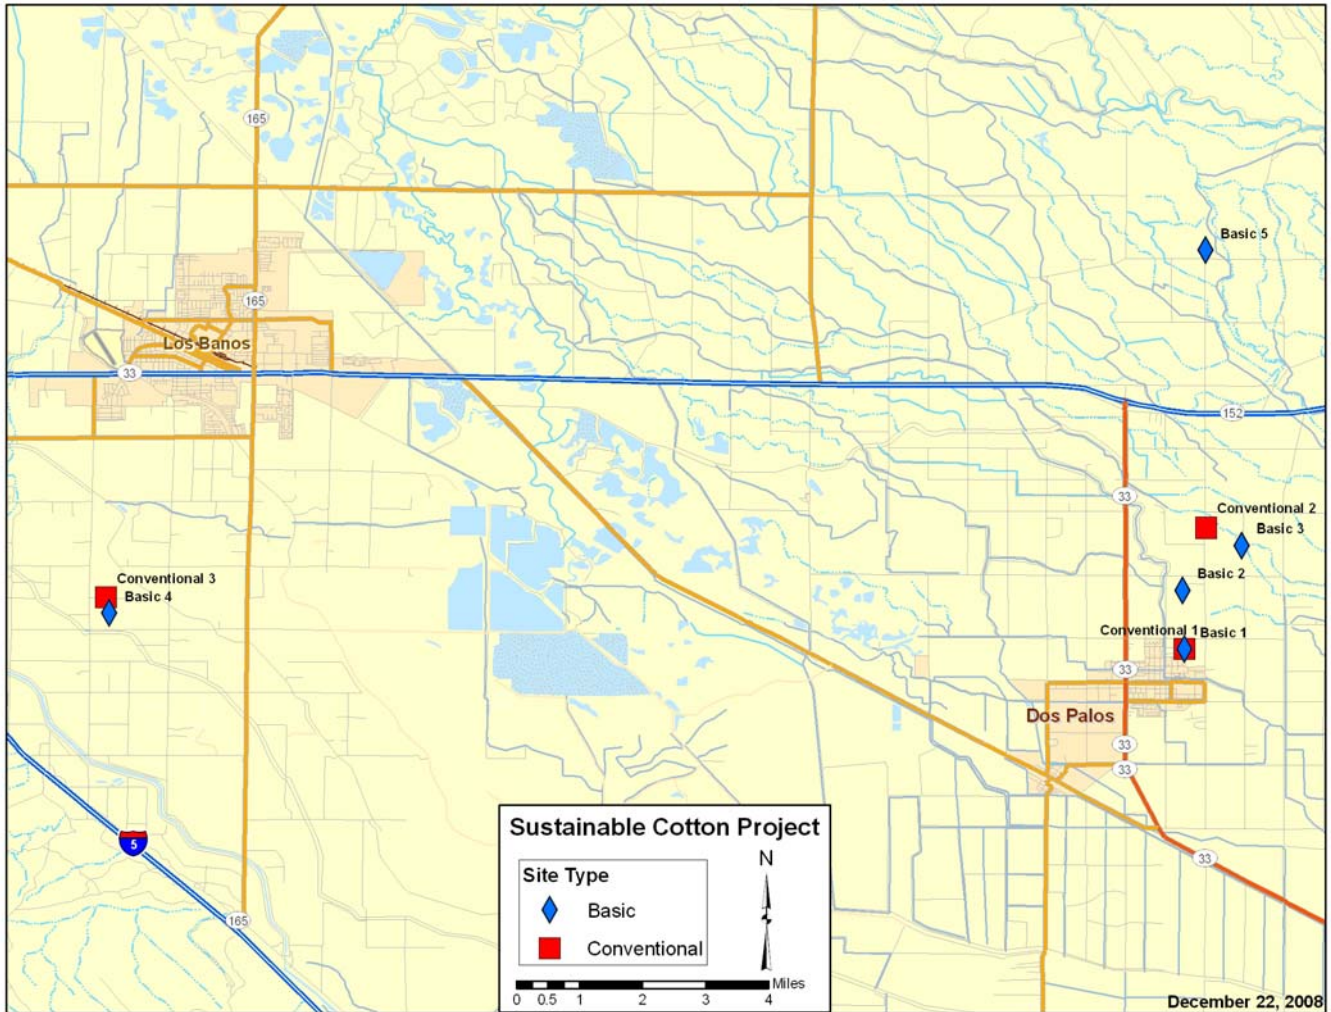 165
Basic 5
165
Los Banos
33
152
33
Conventional 2
Basic 3
Basic 2
Conventional 3
Basic 4
Conventional 1 Basic 1
33
Dos Palos
33
33
Sustainable Cotton Project
5
N
Site Type
33
Basic
165
Conventional
Miles
0 0.5 1 2 3 4
December 22, 2008